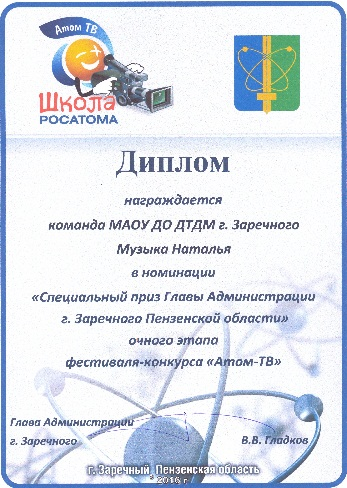 Атом ТВ
Школа
РОСАТОМА
Диплом
награждается
команда МАОУ ДО ДТДМ г. Заречного
Музыка Наталья
в номинации
«Специальный приз Главы Администрации
г. Заречного Пензенской области»
очного этапа
фестиваля-конкурса «Атом-ТВ»
Глава Администрации
г. Заречного В.В. Гладков
г. Заречный, Пензенская область
2016 г.